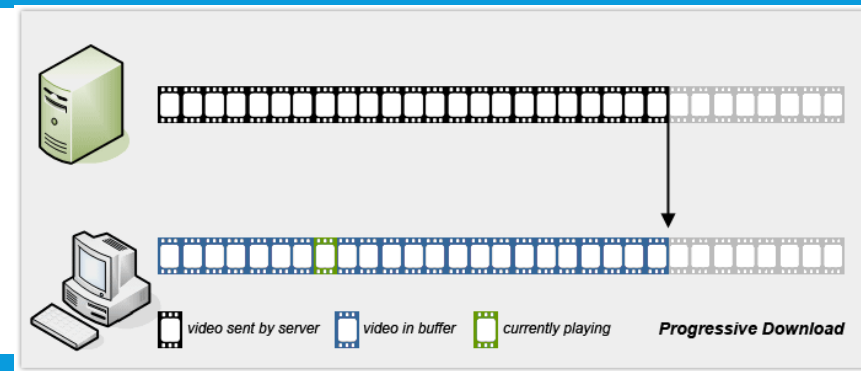 video sent by server
video in buffer
currently playing
Progressive Download